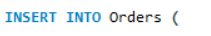 INSERT INTO Orders (